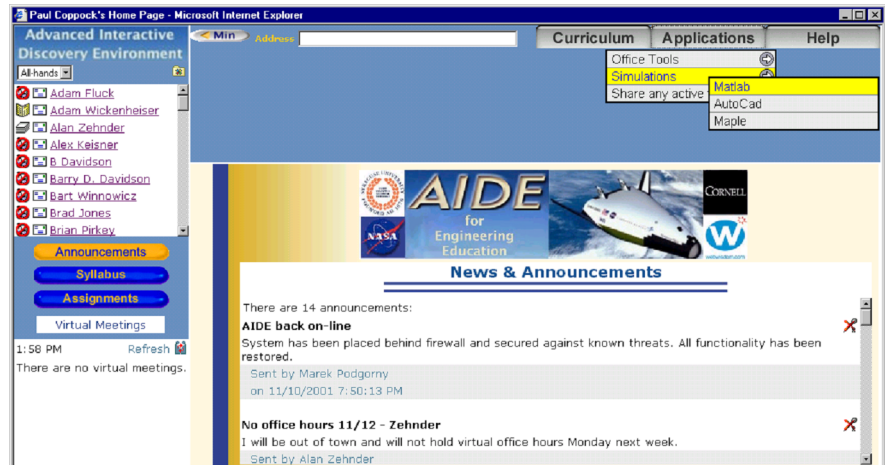 Paul Coppock's Home Page - Microsoft Internet Explorer
Advanced Interactive
Discovery Environment
All-hands
Adam Fluck
Adam Wickenheiser
Alan Zehnder
Alex Keisner
B Davidson
Barry D. Davidson
Bart Winnowicz
Brad Jones
Brian Pirkey
Announcements
Syllabus
Assignments
Virtual Meetings
1:58 PM Refresh
There are no virtual meetings.
Min Address
Curriculum Applications Help
Office Tools
Simulations
Share any active
Matlab
AutoCad
Maple
NASA
AIDE
for
Engineering
Education
CORNELL
W
News & Announcements
There are 14 announcements:
AIDE back on-line
System has been placed behind firewall and secured against known threats. All functionality has been
restored.
Sent by Marek Podgorny
on 11/10/2001 7:50:13 PM
No office hours 11/12 - Zehnder
I will be out of town and will not hold virtual office hours Monday next week.
Sent by Alan Zehnder